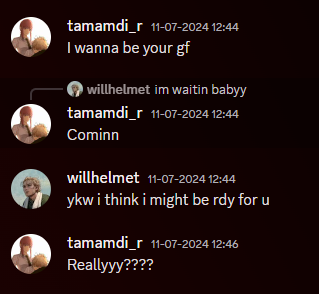 tamamdi_r 11-07-2024 12:44
I wanna be your gf
willhelmet im waitin babyy
tamamdi_r 11-07-2024 12:44
Cominn
willhelmet 11-07-2024 12:44
ykw i think i might be rdy for u
tamamdi_r 11-07-2024 12:46
Reallyyy????